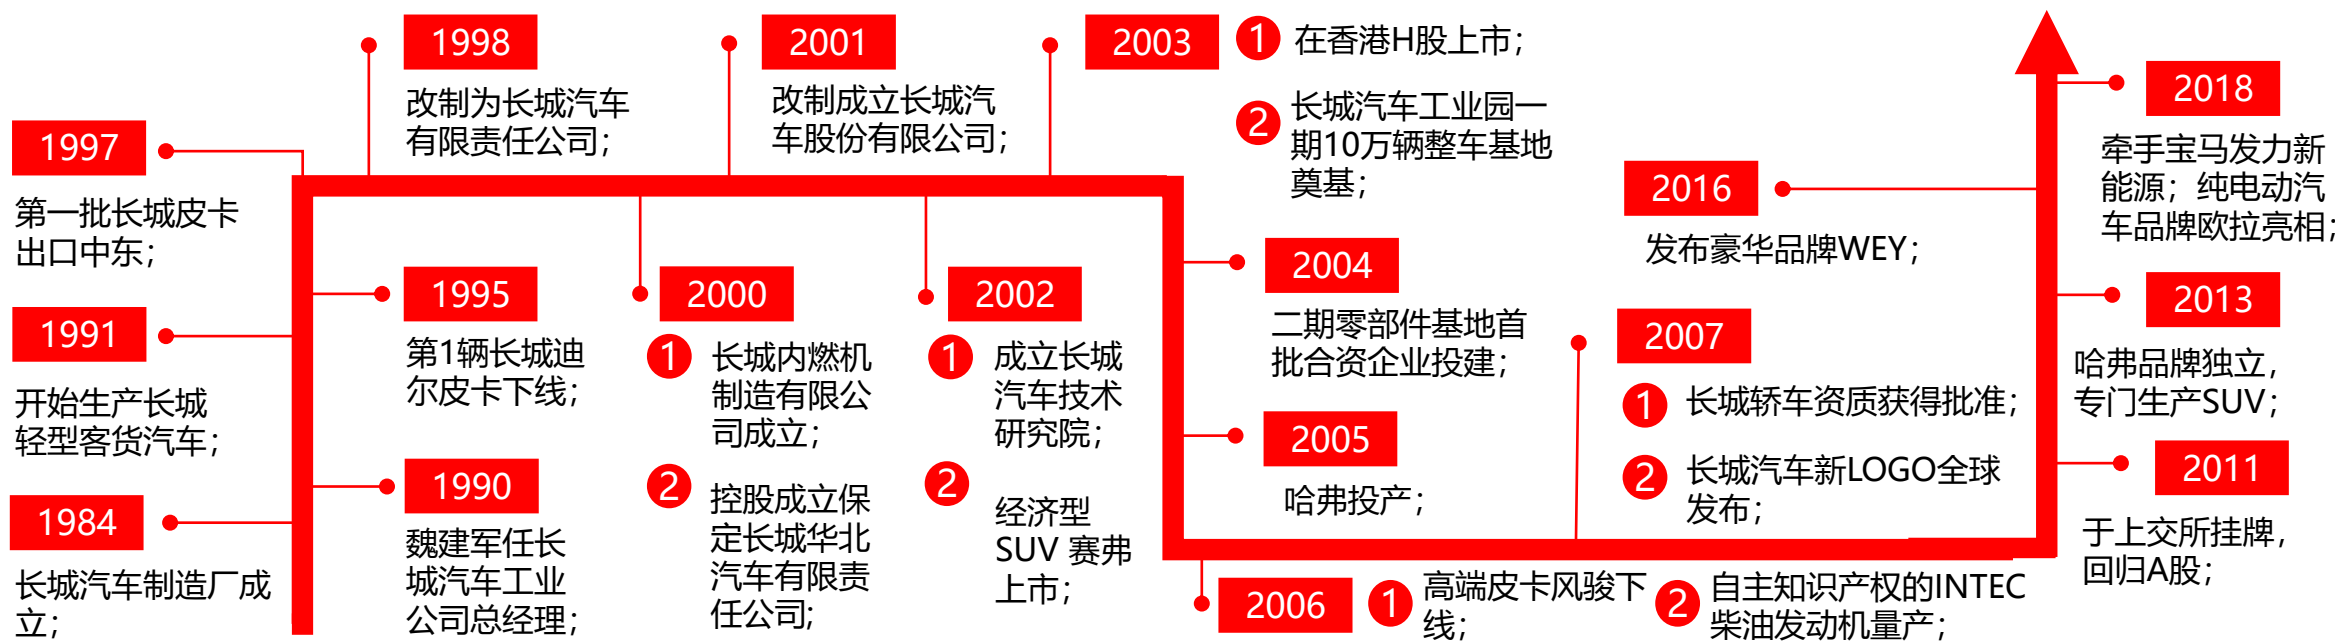 1984
长城汽车制造厂成
立；
1990
魏建军任长
城汽车工业
公司总经理；
1991
开始生产长城
轻型客货汽车；
1995
第1辆长城迪
尔皮卡下线；
1997
第一批长城皮卡
出口中东；
1998
改制为长城汽车
有限责任公司；
2000
1
长城内燃机
制造有限公
司成立；
2
控股成立保
定长城华北
汽车有限责
任公司;
2001
改制成立长城汽
车股份有限公司；
2002
1
成立长城
汽车技术
研究院；
2
经济型
SUV 赛弗
上市；
2003
1
在香港H股上市；
2
长城汽车工业园一
期10万辆整车基地
奠基；
2004
二期零部件基地首
批合资企业投建；
2005
哈弗投产；
2006
1
高端皮卡风骏下
线；
2
自主知识产权的INTEC
柴油发动机量产；
2007
1
长城轿车资质获得批准；
2
长城汽车新LOGO全球
发布；
2011
于上交所挂牌，
回归A股；
2013
哈弗品牌独立，
专门生产SUV；
2016
发布豪华品牌WEY；
2018
牵手宝马发力新
能源；纯电动汽
车品牌欧拉亮相；